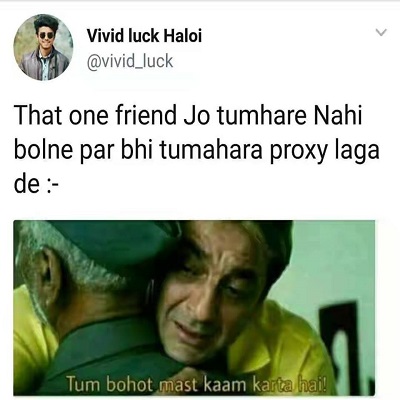 Vivid luck Haloi
@vivid_luck
That one friend Jo tumhare Nahi
bolne par bhi tumahara proxy laga
de :-
Tum bohot mast kaam karta hai!